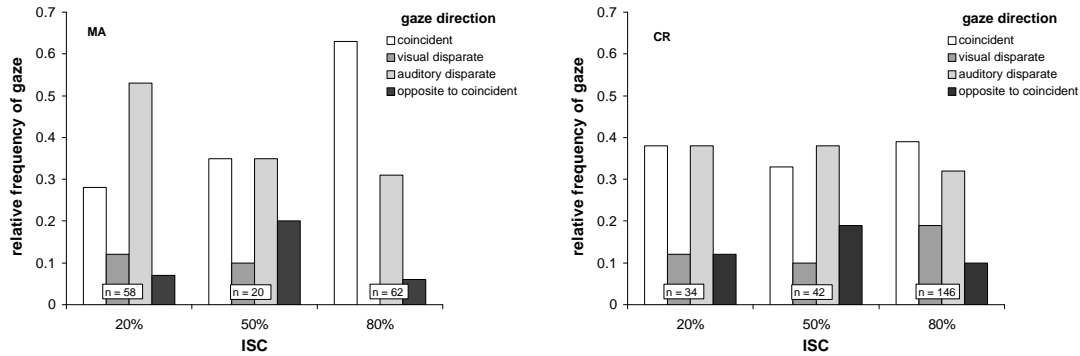 MA
gaze direction
coincident
visual disparate
auditory disparate
opposite to coincident
relative frequency of gaze
0.7
0.6
0.5
0.4
0.3
0.2
0.1
0
n = 58
n = 20
n = 62
20%
50%
80%
ISC
CR
gaze direction
coincident
visual disparate
auditory disparate
opposite to coincident
relative frequency of gaze
0.7
0.6
0.5
0.4
0.3
0.2
0.1
0
n = 34
n = 42
n = 146
20%
50%
80%
ISC